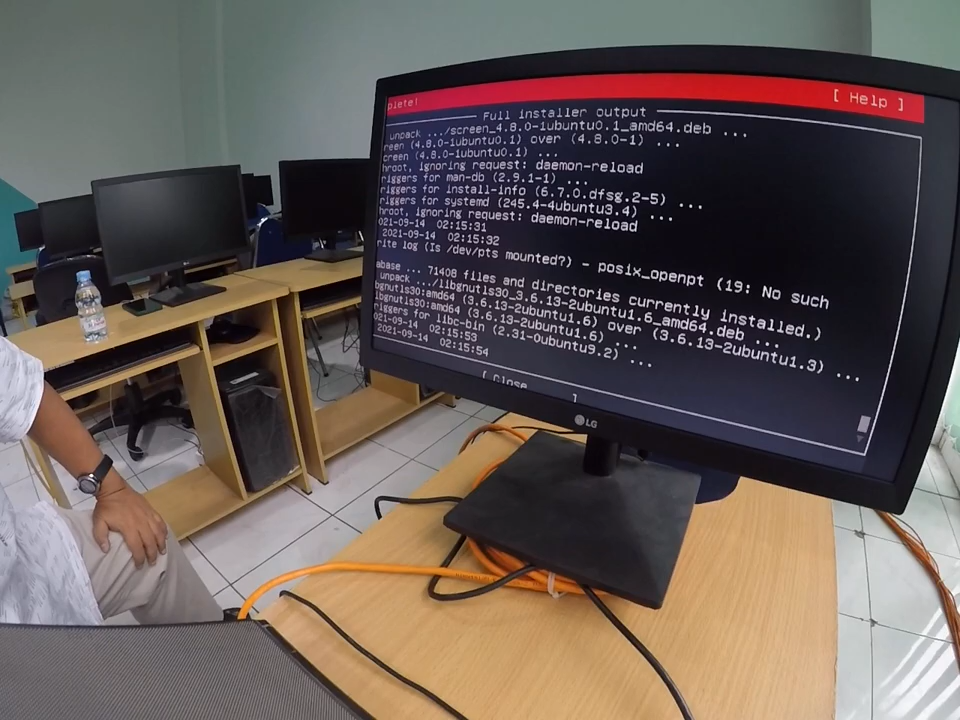 plete!
[ Help ]
Full installer output
unpack .../screen_4.8.0-1ubuntu0.1_amd64.deb ...
reen (4.8.0-1ubuntu0.1) over (4.8.0-1) ...
creen (4.8.0-1ubuntu0.1) ...
hroot, ignoring request: daemon-reload
riggers for man-db (2.9.1-1) ...
riggers for install-info (6.7.0.dfsg.2-5) ...
riggers for systemd (245.4-4ubuntu3.4) ...
hroot, ignoring request: daemon-reload
021-09-14 02:15:31
2021-09-14 02:15:32
rite log (Is /dev/pts mounted?) - posix_openpt (19: No such
abase ... 71408 files and directories currently installed.)
unpack .../libgnutls30_3.6.13-2ubuntu1.6_amd64.deb ...
bgnutls30:amd64 (3.6.13-2ubuntu1.6) over (3.6.13-2ubuntu1.3) ...
bgnutls30:amd64 (3.6.13-2ubuntu1.6) ...
riggers for libc-bin (2.31-0ubuntu9.2) ...
021-09-14 02:15:53
2021-09-14 02:15:54
[ Close ]
LG